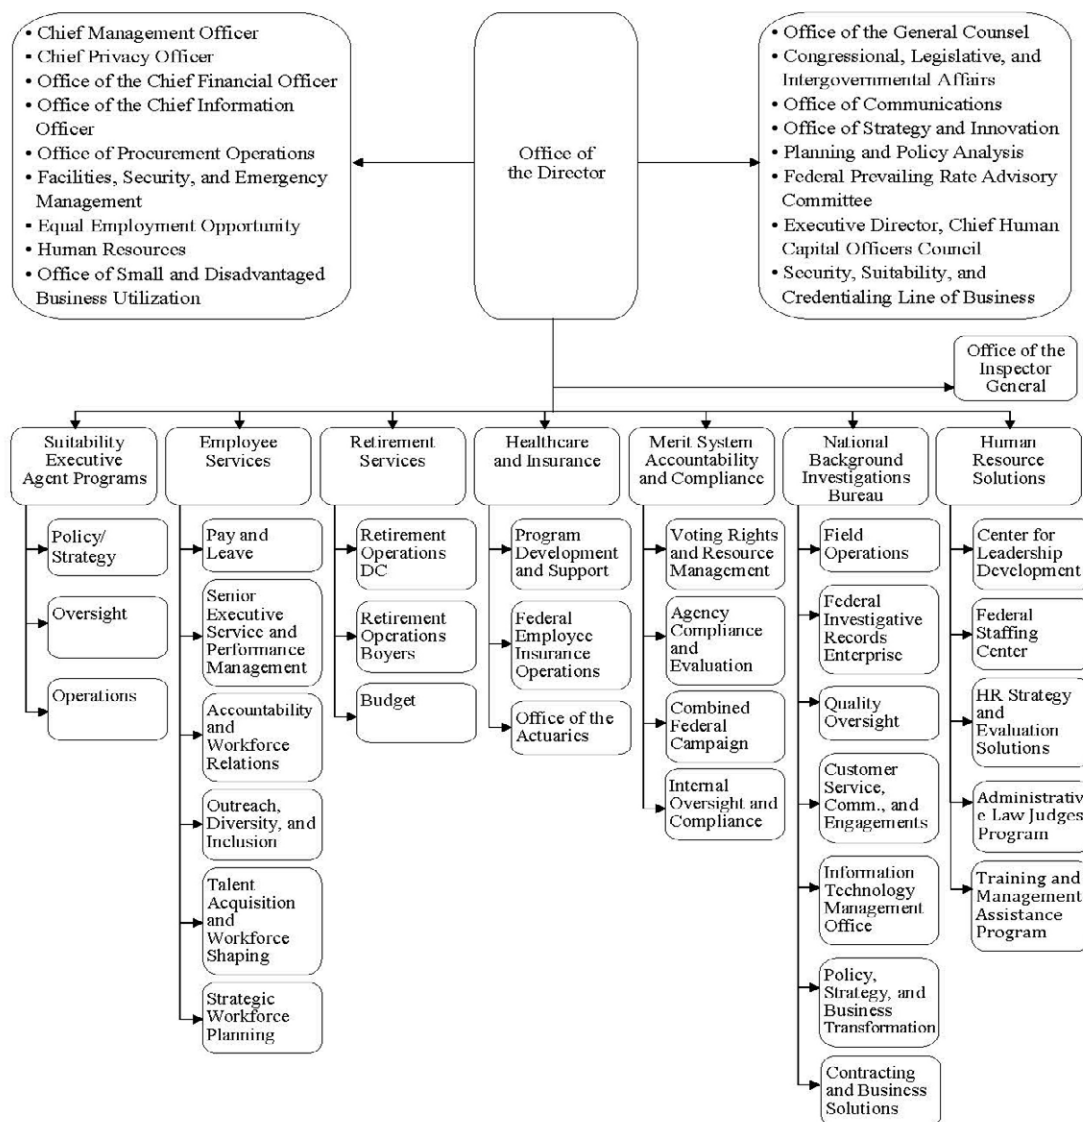 • Chief Management Officer
• Chief Privacy Officer
• Office of the Chief Financial Officer
• Office of the Chief Information
Officer
• Office of Procurement Operations
• Facilities, Security, and Emergency
Management
• Equal Employment Opportunity
• Human Resources
• Office of Small and Disadvantaged
Business Utilization
Office of
the Director
• Office of the General Counsel
• Congressional, Legislative, and
Intergovernmental Affairs
• Office of Communications
• Office of Strategy and Innovation
• Planning and Policy Analysis
• Federal Prevailing Rate Advisory
Committee
• Executive Director, Chief Human
Capital Officers Council
• Security, Suitability, and
Credentialing Line of Business
Office of the
Inspector
General
Suitability
Executive
Agent Programs
Policy/
Strategy
Oversight
Operations
Employee
Services
Pay and
Leave
Senior
Executive
Service and
Performance
Management
Accountability
and
Workforce
Relations
Outreach,
Diversity, and
Inclusion
Talent
Acquisition
and
Workforce
Shaping
Strategic
Workforce
Planning
Retirement
Services
Retirement
Operations
DC
Retirement
Operations
Boyers
Budget
Healthcare
and Insurance
Program
Development
and Support
Federal
Employee
Insurance
Operations
Office of the
Actuaries
Merit System
Accountability
and Compliance
Voting Rights
and Resource
Management
Agency
Compliance
and
Evaluation
Combined
Federal
Campaign
Internal
Oversight and
Compliance
National
Background
Investigations
Bureau
Field
Operations
Federal
Investigative
Records
Enterprise
Quality
Oversight
Customer
Service,
Comm., and
Engagements
Information
Technology
Management
Office
Policy,
Strategy, and
Business
Transformation
Contracting
and Business
Solutions
Human
Resource
Solutions
Center for
Leadership
Development
Federal
Staffing
Center
HR Strategy
and
Evaluation
Solutions
Administrativ
e Law Judges
Program
Training and
Management
Assistance
Program